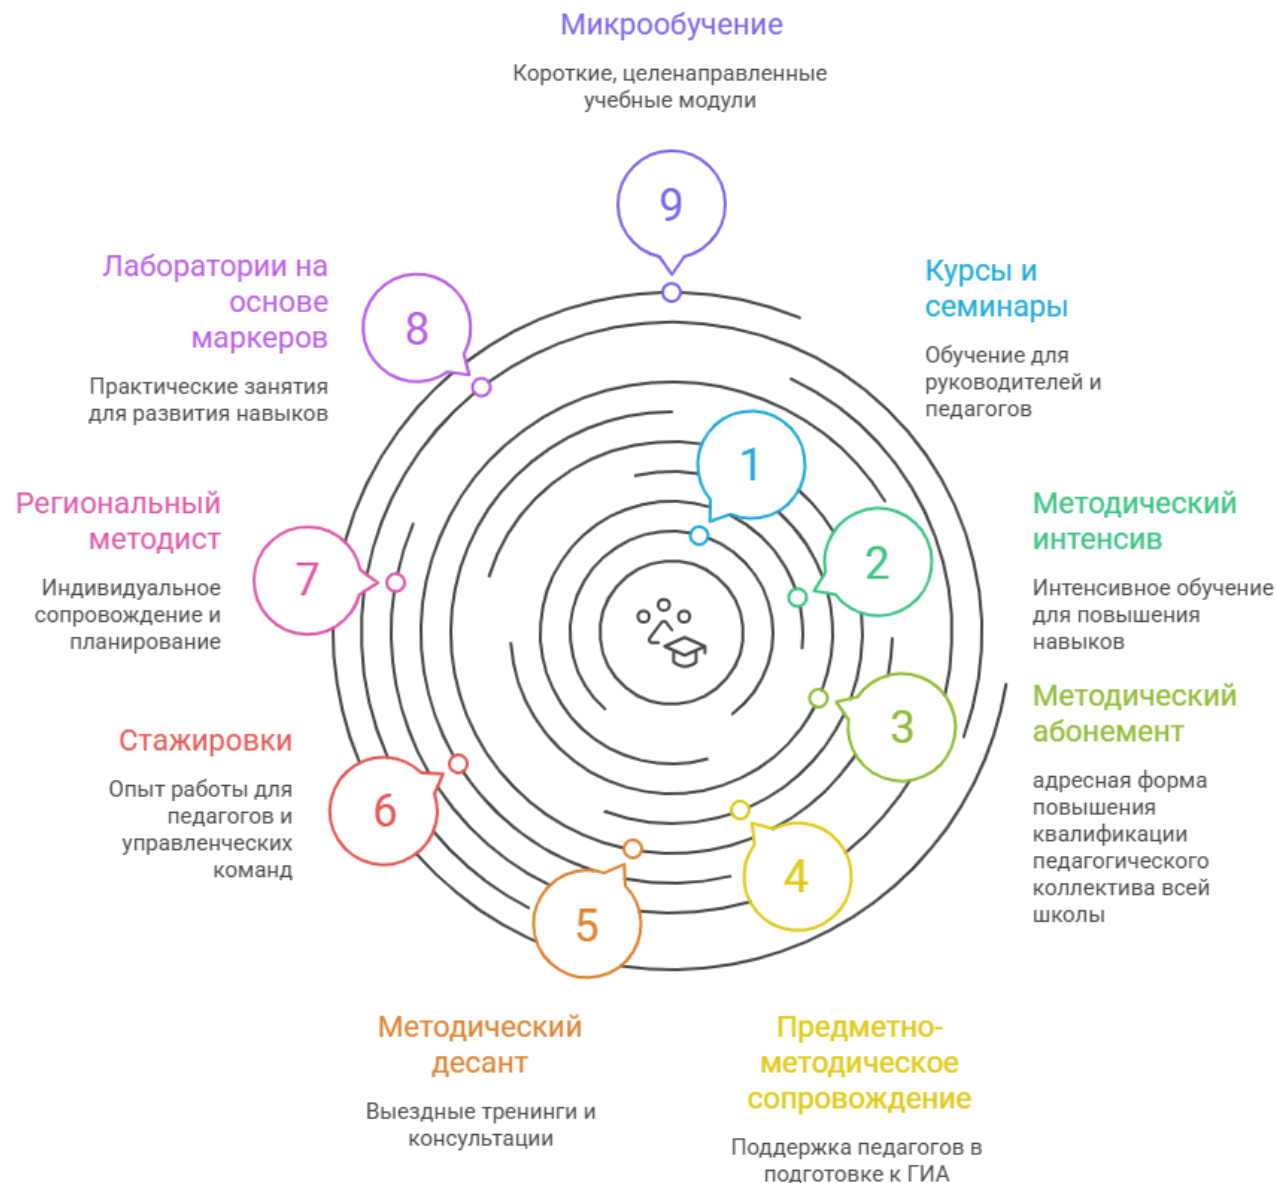 Микрообучение
Короткие, целенаправленные
учебные модули
9
Лаборатории на
основе
маркеров
Практические занятия
для развития навыков
8
Курсы и
семинары
Обучение для
руководителей и
педагогов
1
Региональный
методист
Индивидуальное
сопровождение и
планирование
7
2
Методический
интенсив
Интенсивное обучение
для повышения
навыков
3
Методический
абонемент
адресная форма
повышения
квалификации
педагогического
коллектива всей
школы
Стажировки
Опыт работы для
педагогов и
управленческих
команд
6
4
5
Методический
десант
Выездные тренинги и
консультации
Предметно-
методическое
сопровождение
Поддержка педагогов в
подготовке к ГИА